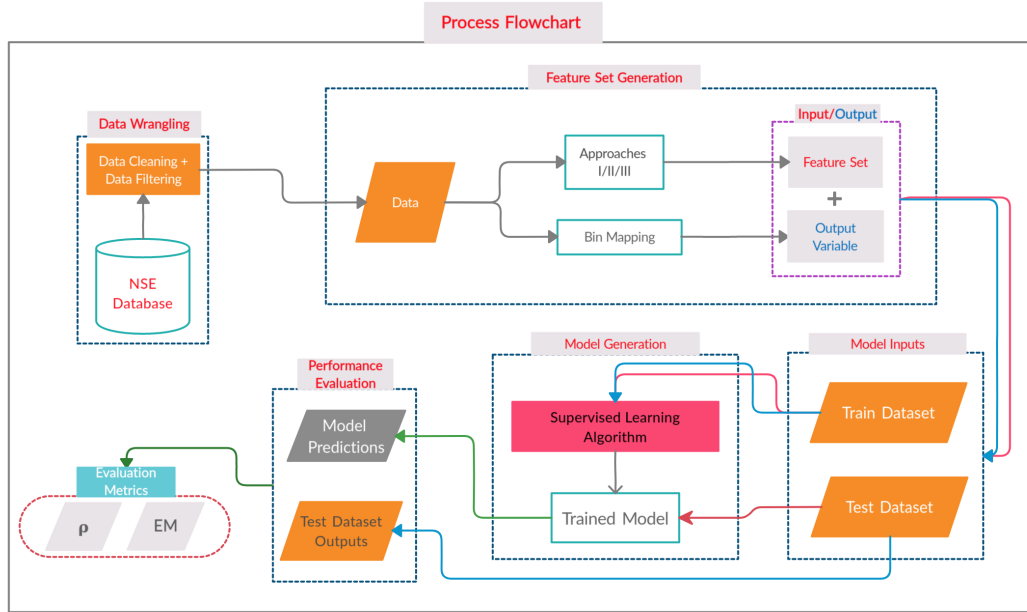 Process Flowchart
Feature Set Generation
Data Wrangling
Input/Output
Data Cleaning +
Data Filtering
Approaches
I/II/III
Feature Set
Data
+
Bin Mapping
Output
Variable
NSE
Database
Model Generation
Model Inputs
Performance
Evaluation
Supervised Learning
Algorithm
Train Dataset
Model
Predictions
Evaluation
Metrics
Trained Model
Test Dataset
Test Dataset
Outputs
ρ
EM